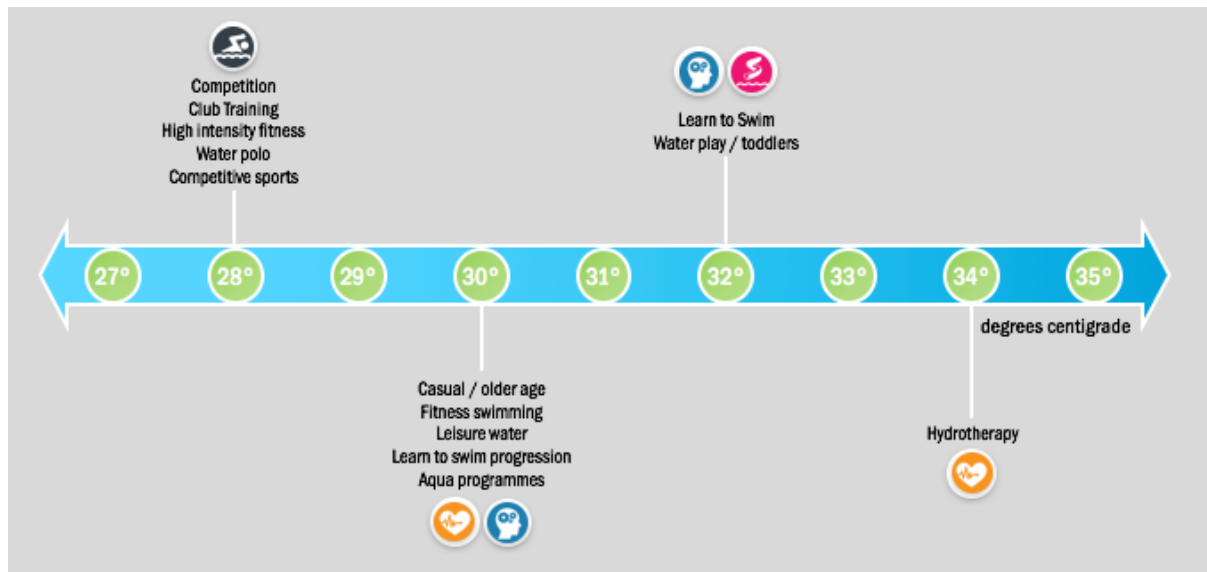 Competition
Club Training
High intensity fitness
Water polo
Competitive sports
Learn to Swim
Water play / toddlers
27° 28° 29° 30° 31° 32° 33° 34° 35°
degrees centigrade
Casual / older age
Fitness swimming
Leisure water
Learn to swim progression
Aqua programmes
Hydrotherapy